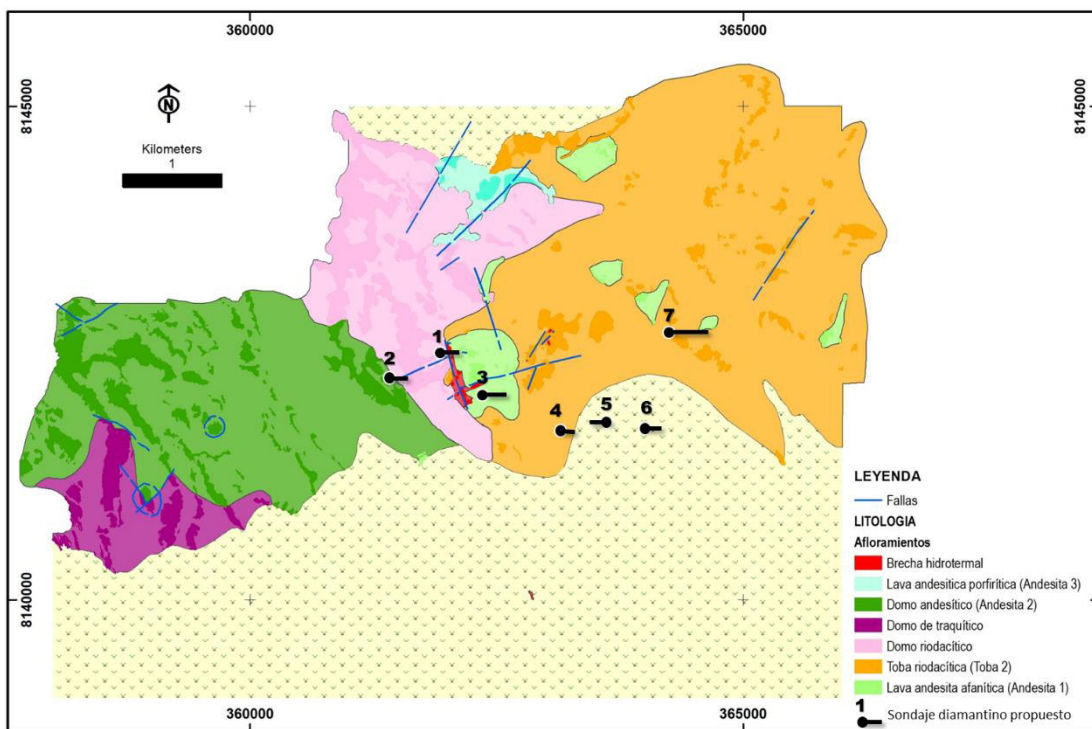 360000
365000
8145000
8145000
N
Kilometers
1
7
1
2
3
4
5
6
8140000
8140000
LEYENDA
Fallas
LITOLOGIA
Afloramientos
Brecha hidrotermal
Lava andesitica porfirítica (Andesita 3)
Domo andesítico (Andesita 2)
Domo de traquítico
Domo riodacítico
Toba riodacítica (Toba 2)
Lava andesita afanítica (Andesita 1)
1
Sondaje diamantino propuesto
360000
365000